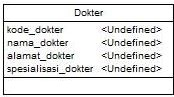 Dokter
kode_dokter <Undefined>
nama_dokter <Undefined>
alamat_dokter <Undefined>
spesialisasi_dokter <Undefined>